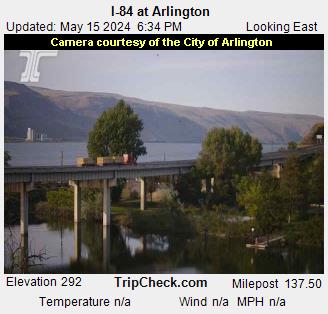 I-84 at Arlington
Updated: May 15 2024 6:34 PM Looking East
Camera courtesy of the City of Arlington
Elevation 292 TripCheck.com Milepost 137.50
Temperature n/a Wind n/a MPH n/a